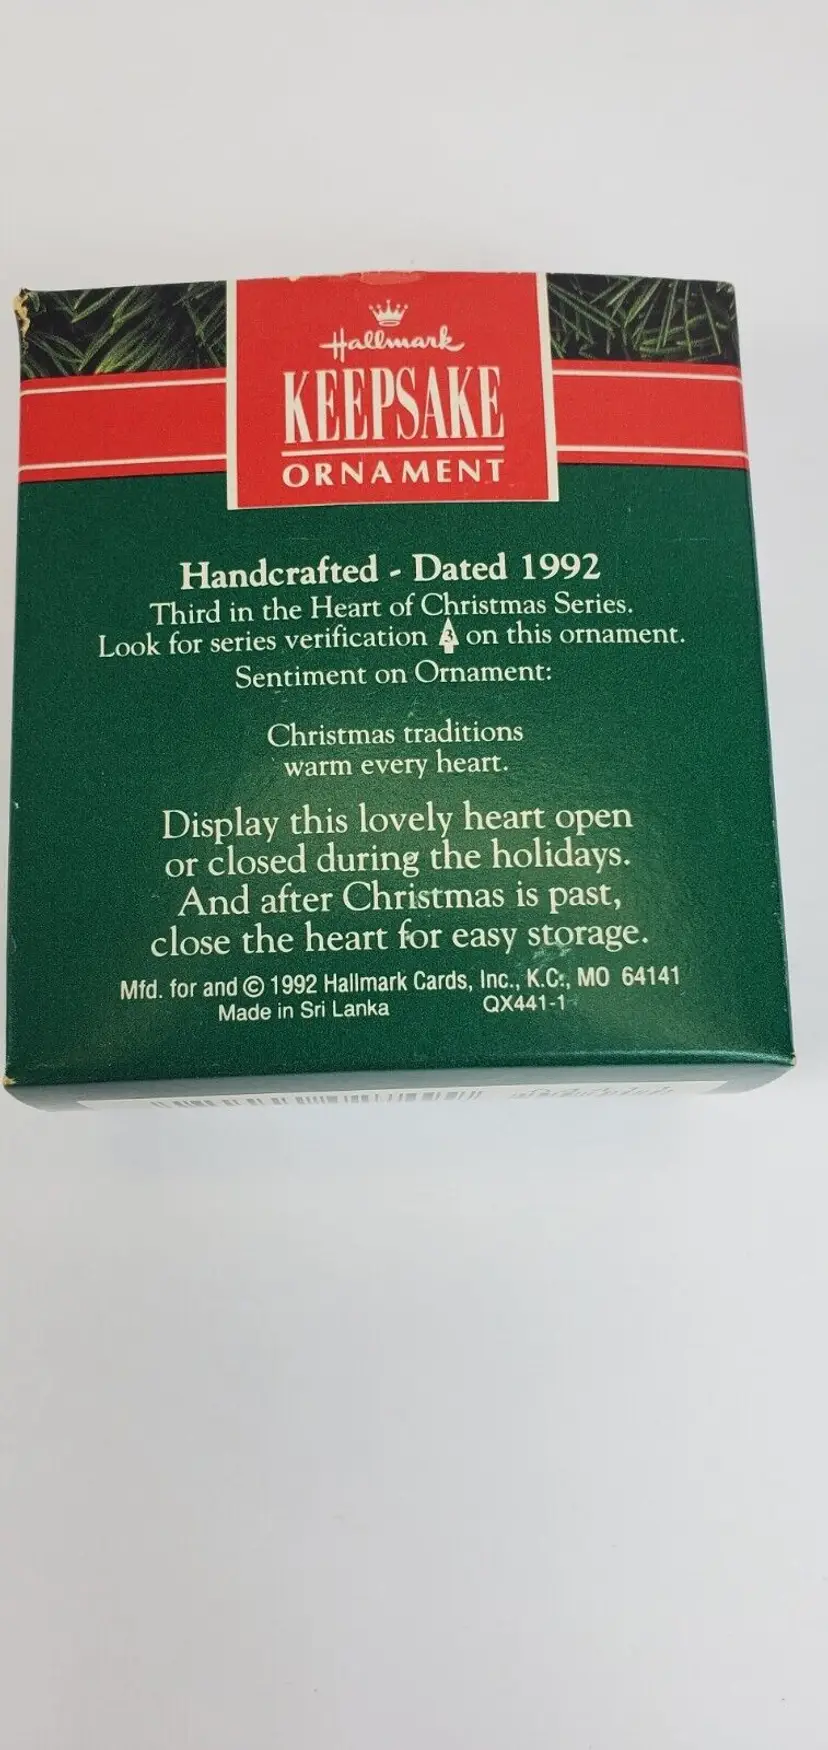 Hallmark
KEEPSAKE
ORNAMENT
Handcrafted - Dated 1992
Third in the Heart of Christmas Series.
Look for series verification 3 on this ornament.
Sentiment on Ornament:
Christmas traditions
warm every heart.
Display this lovely heart open
or closed during the holidays.
And after Christmas is past,
close the heart for easy storage.
Mfd. for and © 1992 Hallmark Cards, Inc., K.C., MO 64141
Made in Sri Lanka QX441-1